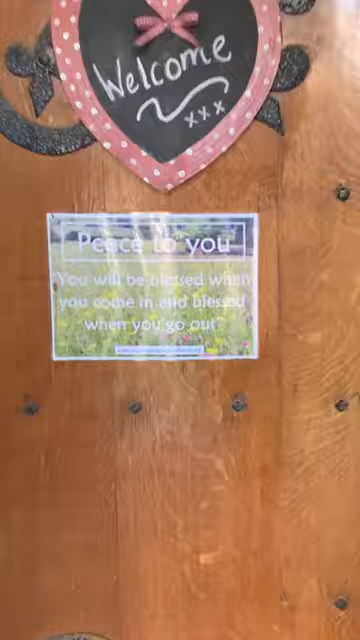 Welcome
xxx
Peace to you
"You will be blessed when
you come in and blessed
when you go out"